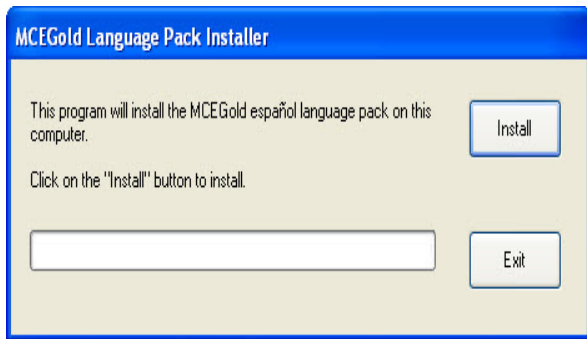 MCEGold Language Pack Installer
This program will install the MCEGold español language pack on this
computer.
Install
Click on the "Install" button to install.
Exit